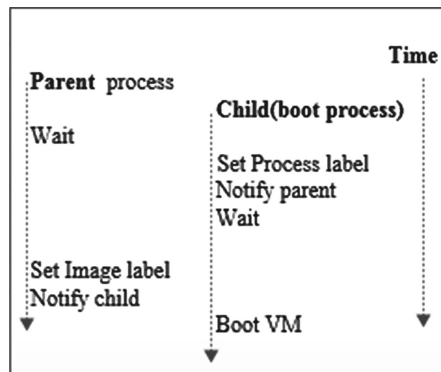 Time
Parent process
Child(boot process)
Wait
Set Process label
Notify parent
Wait
Set Image label
Notify child
Boot VM